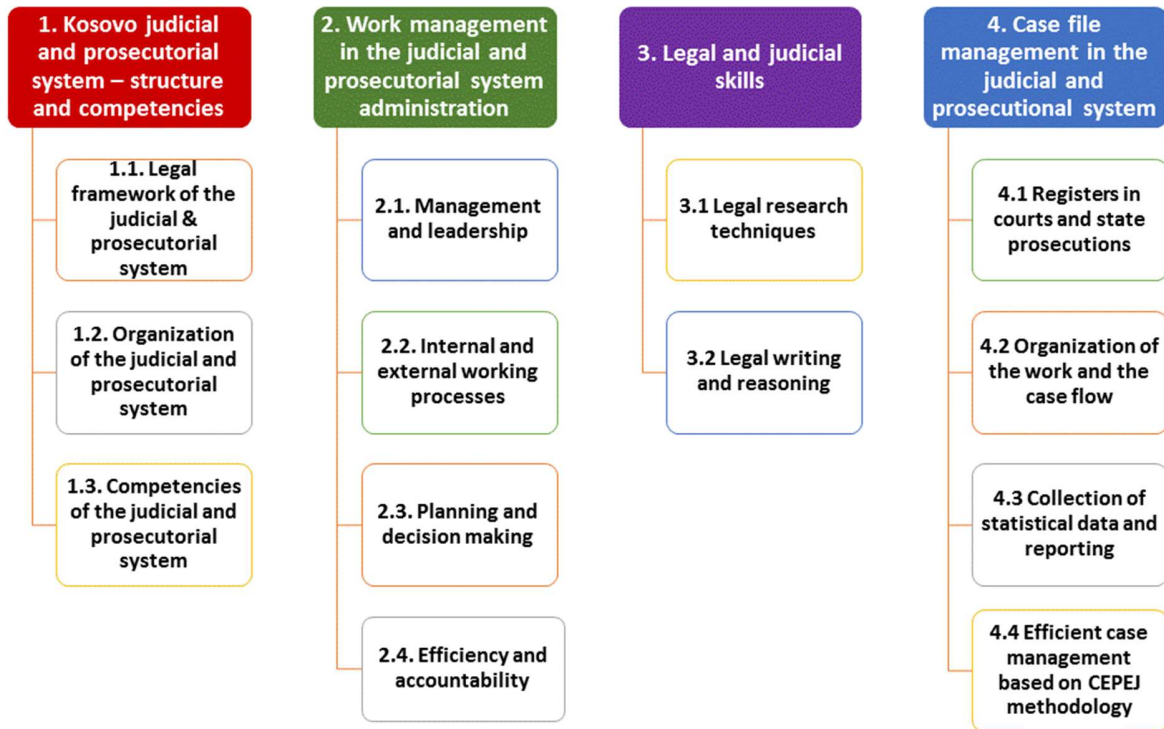 1. Kosovo judicial
and prosecutorial
system – structure
and competencies
1.1. Legal
framework of the
judicial &
prosecutorial
system
1.2. Organization
of the judicial and
prosecutorial
system
1.3. Competencies
of the judicial and
prosecutorial
system
2. Work management
in the judicial and
prosecutorial system
administration
2.1. Management
and leadership
2.2. Internal and
external working
processes
2.3. Planning and
decision making
2.4. Efficiency and
accountability
3. Legal and judicial
skills
3.1 Legal research
techniques
3.2 Legal writing
and reasoning
4. Case file
management in the
judicial and
prosecutional system
4.1 Registers in
courts and state
prosecutions
4.2 Organization of
the work and the
case flow
4.3 Collection of
statistical data and
reporting
4.4 Efficient case
management
based on CEPEJ
methodology